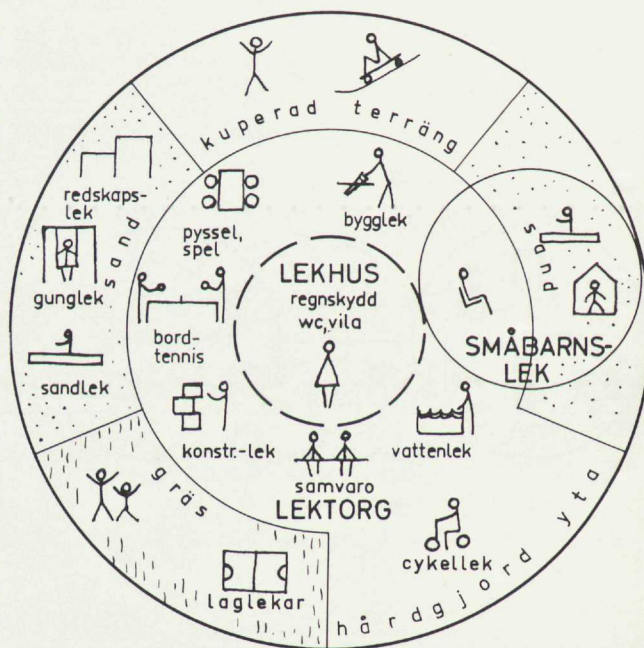 kuperad terräng
redskaps-
lek
pyssel,
spel
bygglek
sand
sand
gunglek
LEKHUS
regnskydd
wc, vila
SMÅBARNS-
LEK
bord-
tennis
sandlek
konstr.-lek
vattenlek
gräs
samvaro
LEKTORG
cykellek
laglekar
hårdgjord yta